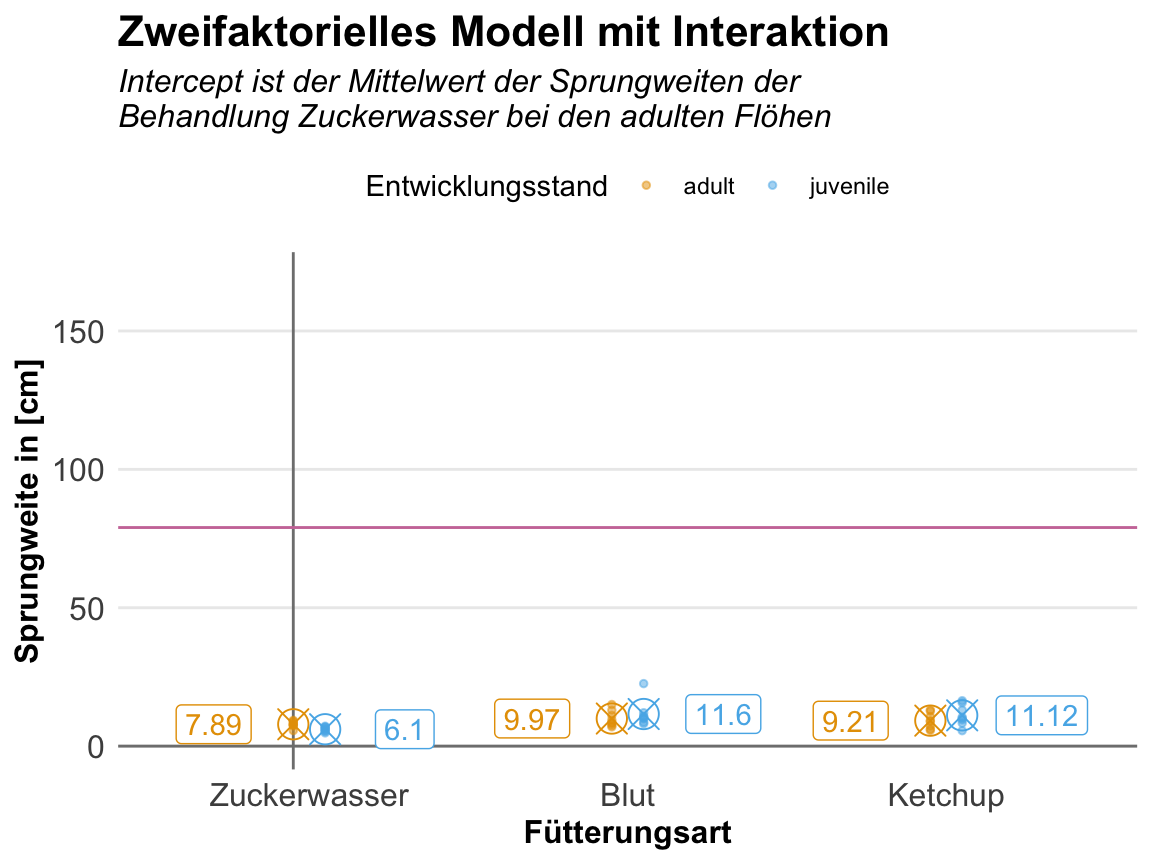 Zweifaktorielles Modell mit Interaktion
Intercept ist der Mittelwert der Sprungweiten der
Behandlung Zuckerwasser bei den adulten Flöhen
Entwicklungsstand adult juvenile
Sprungweite in [cm]
150
100
50
0
7.89 6.1 9.97 11.6 9.21 11.12
Zuckerwasser Blut Ketchup
Fütterungsart